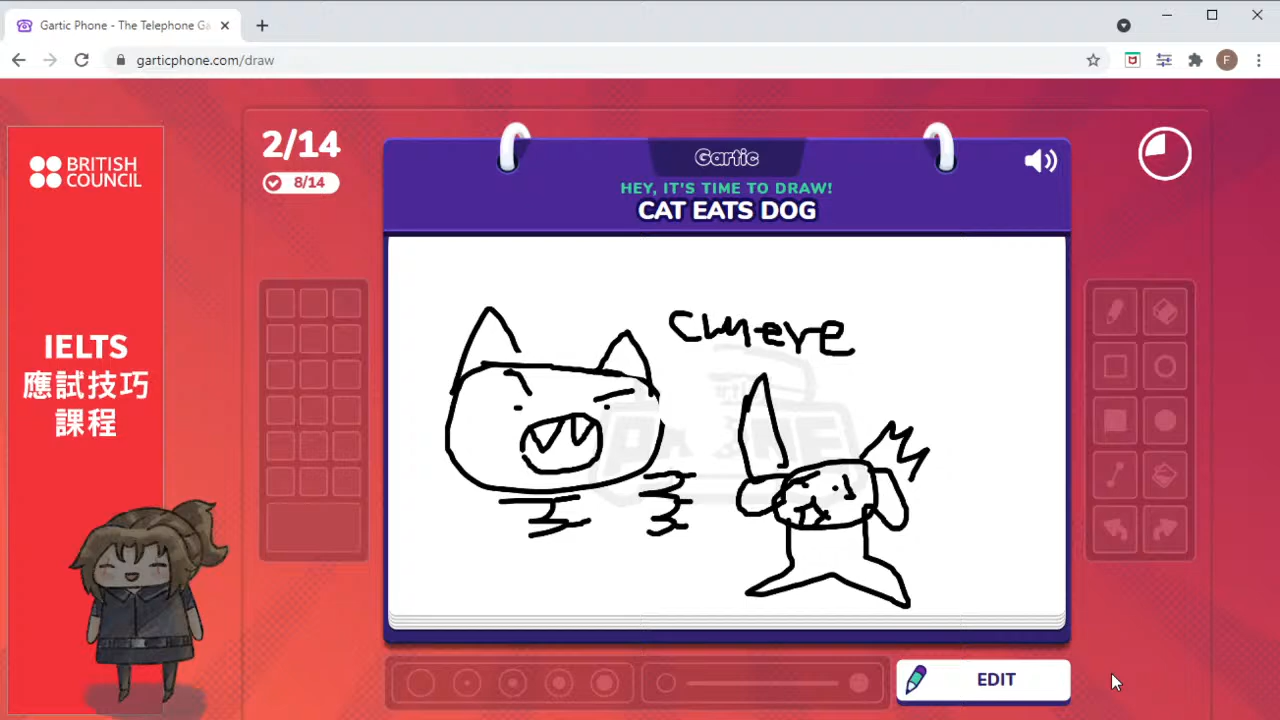 Gartic Phone - The Telephone Ga
garticphone.com/draw
F
BRITISH
COUNCIL
IELTS
應試技巧
課程
2/14
8/14
Gartic
HEY, IT'S TIME TO DRAW!
CAT EATS DOG
EDIT